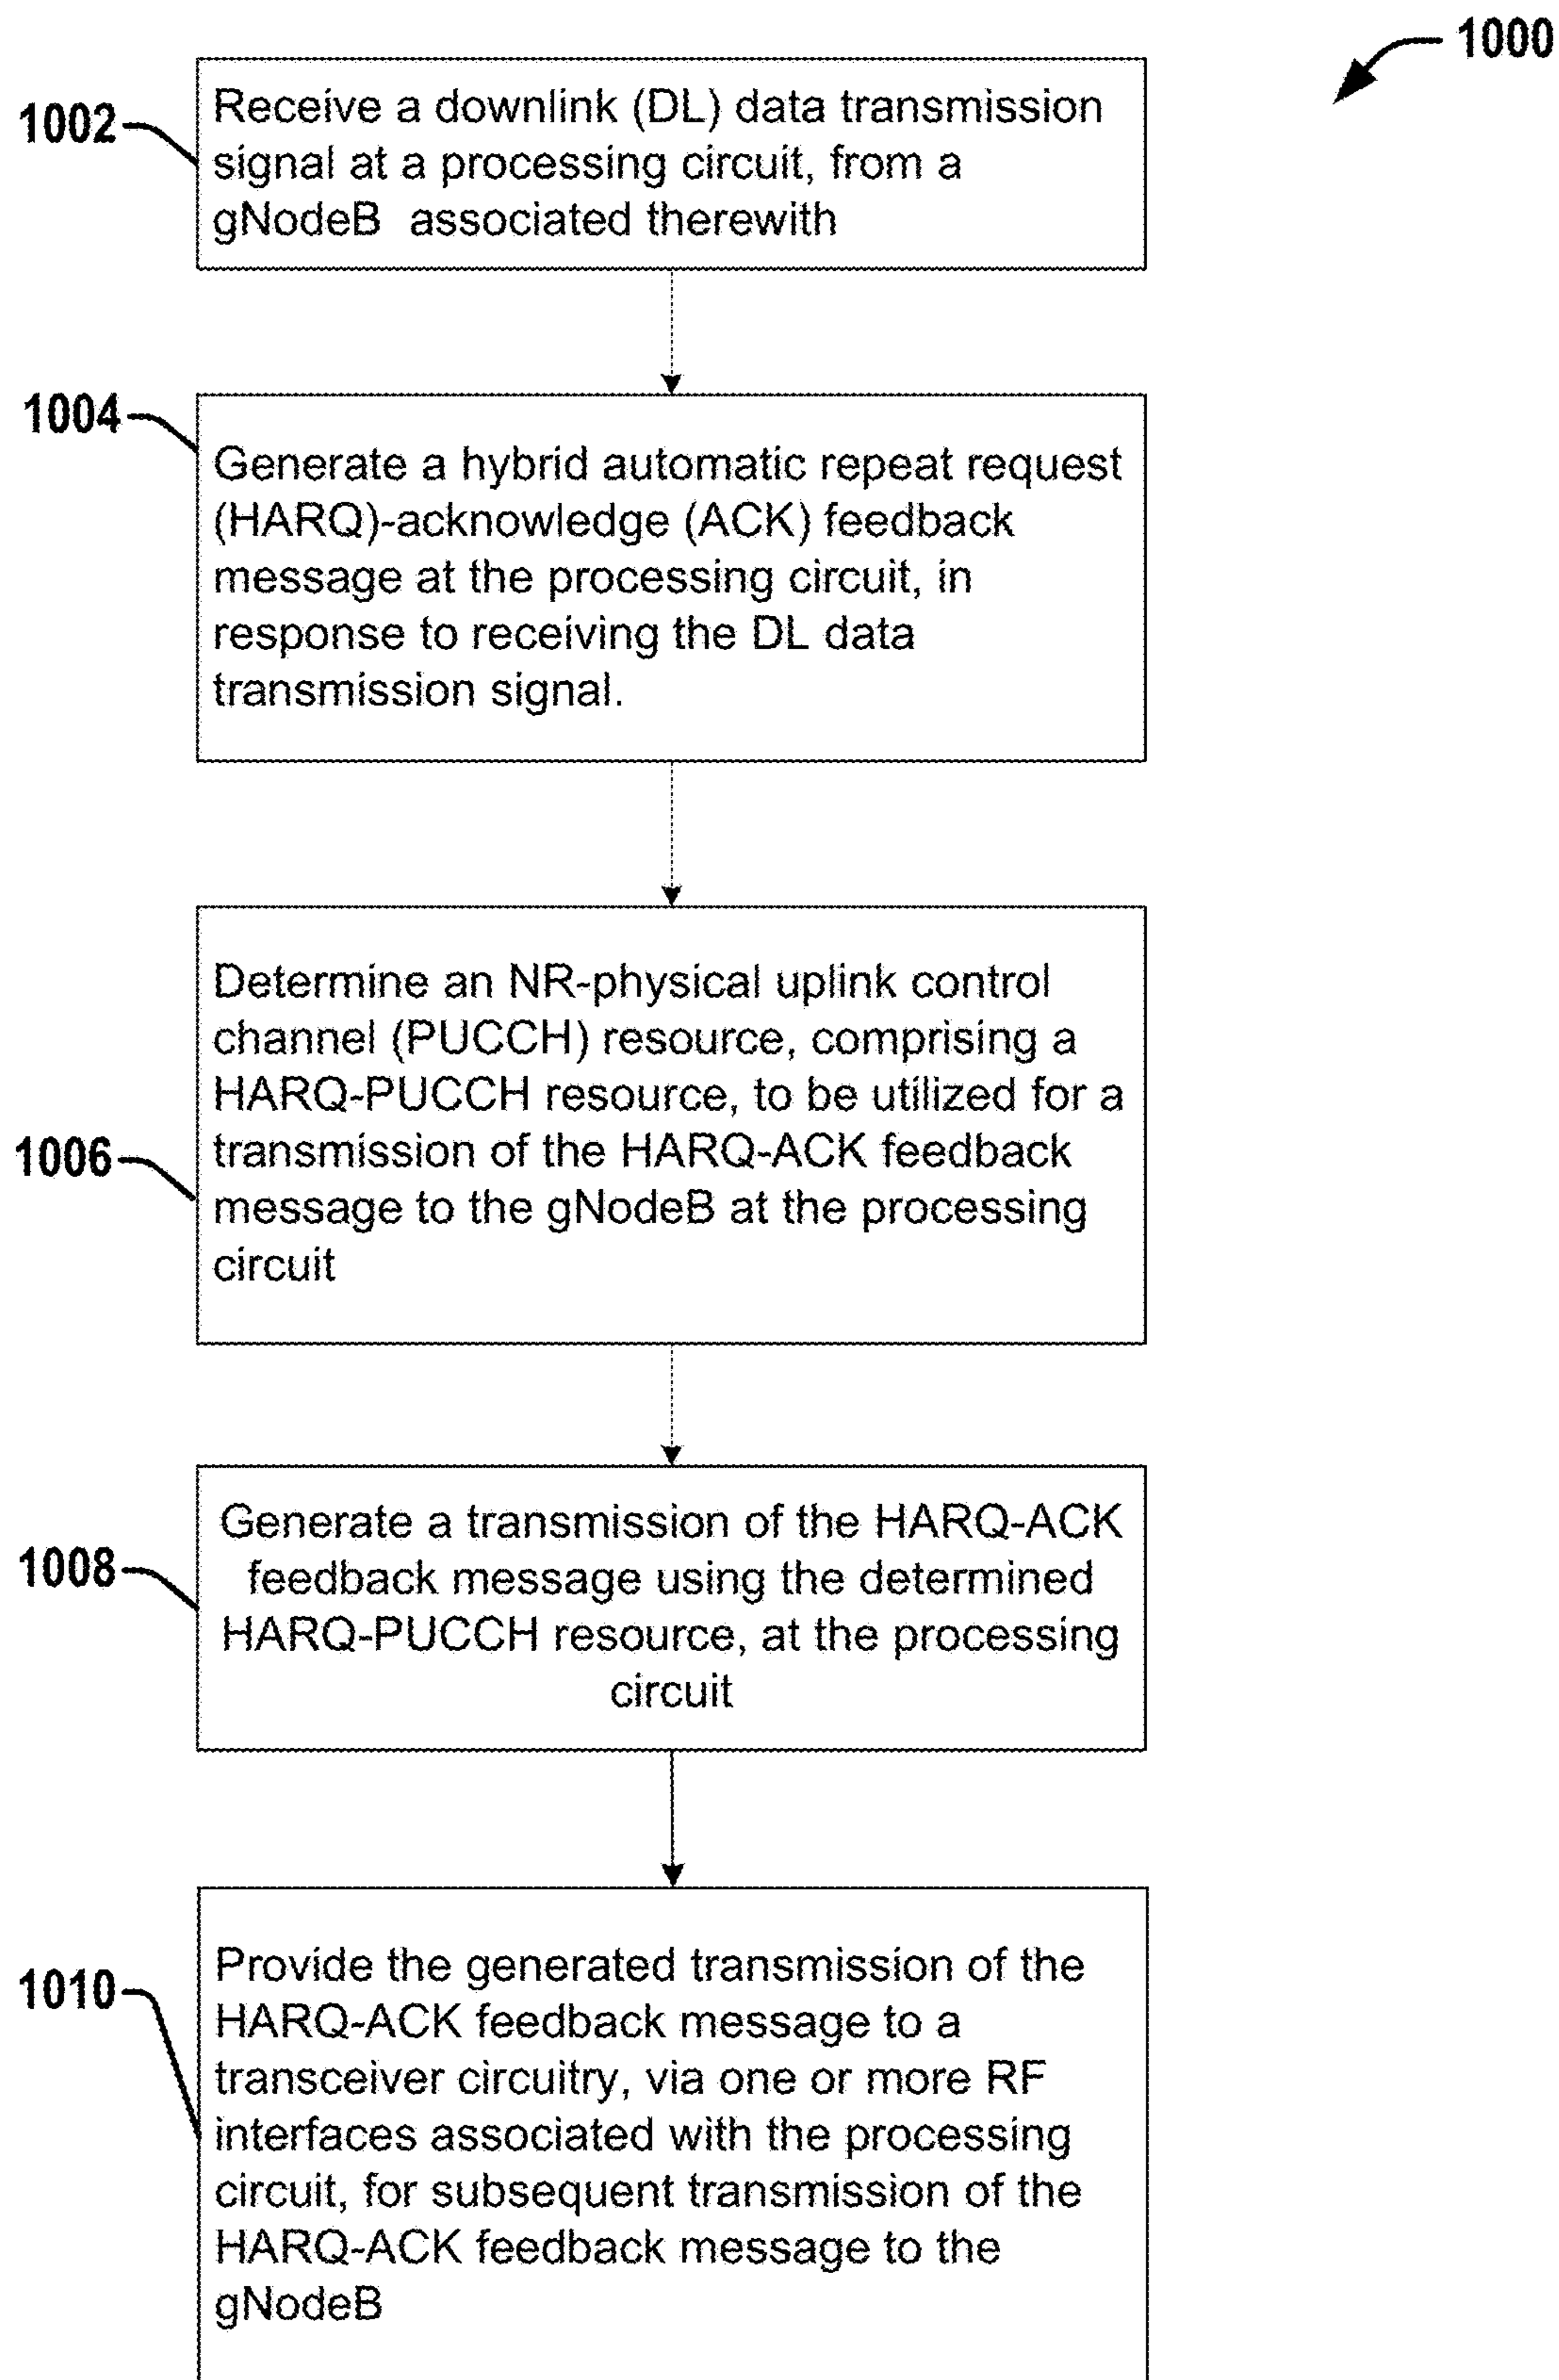 1000
1002
Receive a downlink (DL) data transmission
signal at a processing circuit, from a
gNodeB associated therewith
1004
Generate a hybrid automatic repeat request
(HARQ)-acknowledge (ACK) feedback
message at the processing circuit, in
response to receiving the DL data
transmission signal.
1006
Determine an NR-physical uplink control
channel (PUCCH) resource, comprising a
HARQ-PUCCH resource, to be utilized for a
transmission of the HARQ-ACK feedback
message to the gNodeB at the processing
circuit
1008
Generate a transmission of the HARQ-ACK
feedback message using the determined
HARQ-PUCCH resource, at the processing
circuit
1010
Provide the generated transmission of the
HARQ-ACK feedback message to a
transceiver circuitry, via one or more RF
interfaces associated with the processing
circuit, for subsequent transmission of the
HARQ-ACK feedback message to the
gNodeB